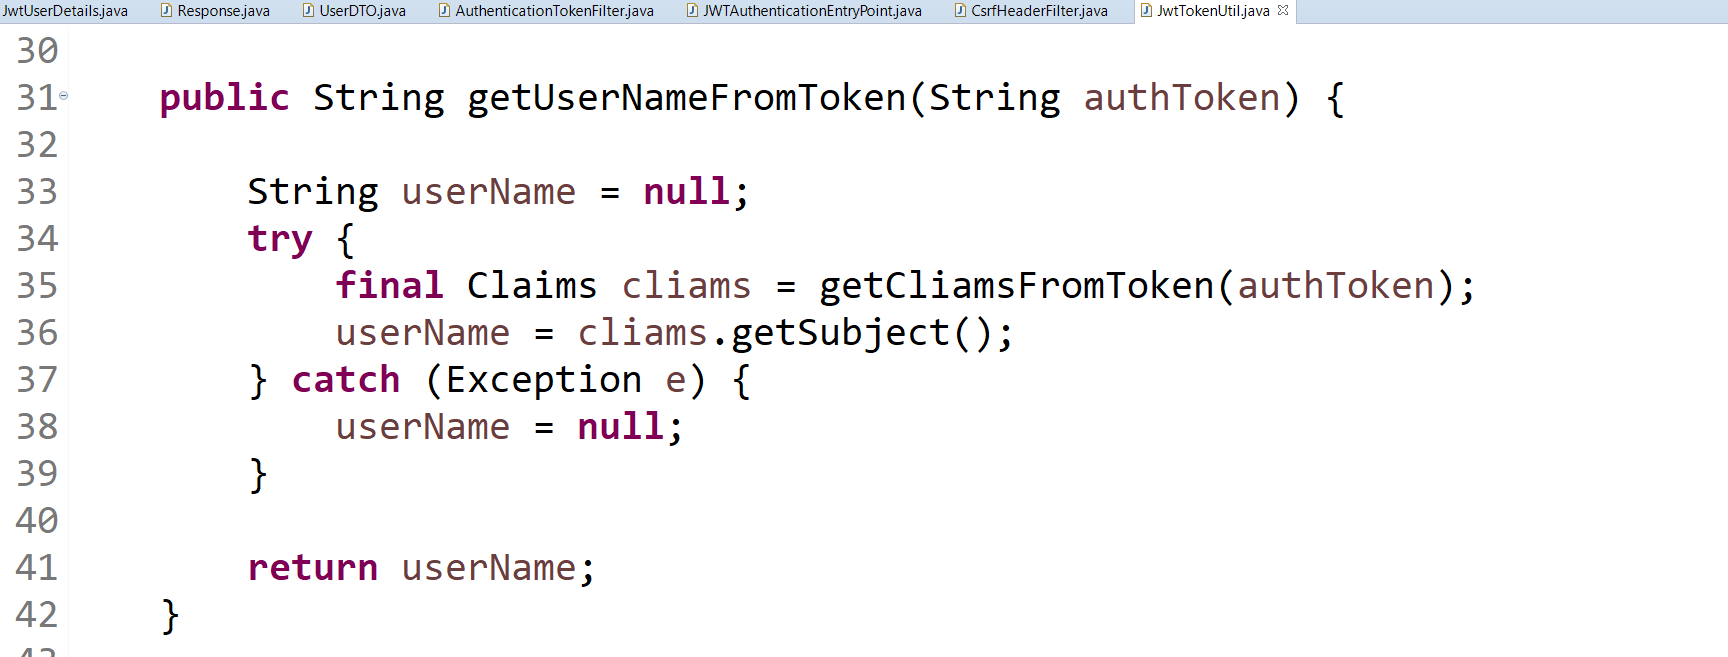 JwtUserDetails.java Response.java UserDTO.java AuthenticationTokenFilter.java JWTAuthenticationEntryPoint.java CsrfHeaderFilter.java JwtTokenUtil.java
30
31 public String getUserNameFromToken(String authToken) {
32
33 String userName = null;
34 try {
35 final Claims cliams = getCliamsFromToken(authToken);
36 userName = cliams.getSubject();
37 } catch (Exception e) {
38 userName = null;
39 }
40
41 return userName;
42 }
43